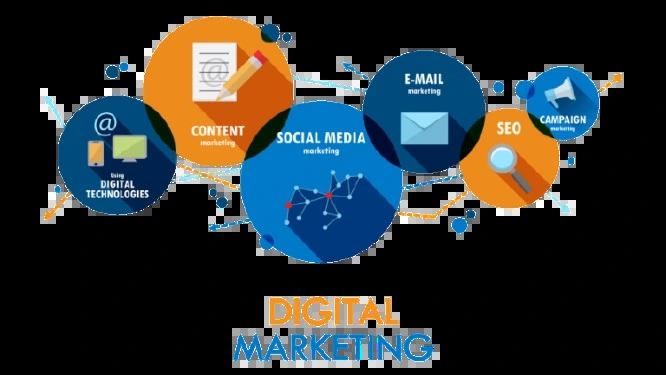 @
Using
DIGITAL
TECHNOLOGIES
@
CONTENT
marketing
SOCIAL MEDIA
marketing
E-MAIL
marketing
SEO
CAMPAIGN
marketing
DIGITAL
MARKETING